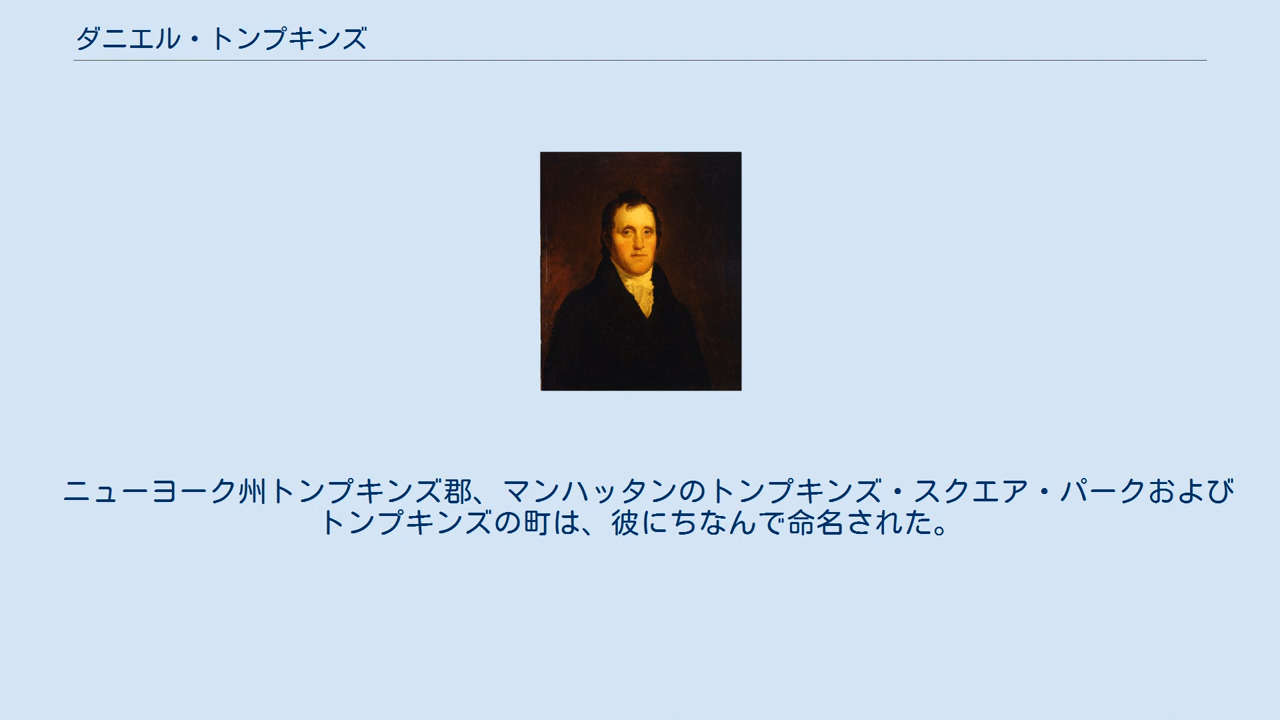 ダニエル・トンプキンズ
ニューヨーク州トンプキンズ郡、マンハッタンのトンプキンズ・スクエア・パークおよび
トンプキンズの町は、彼にちなんで命名された。